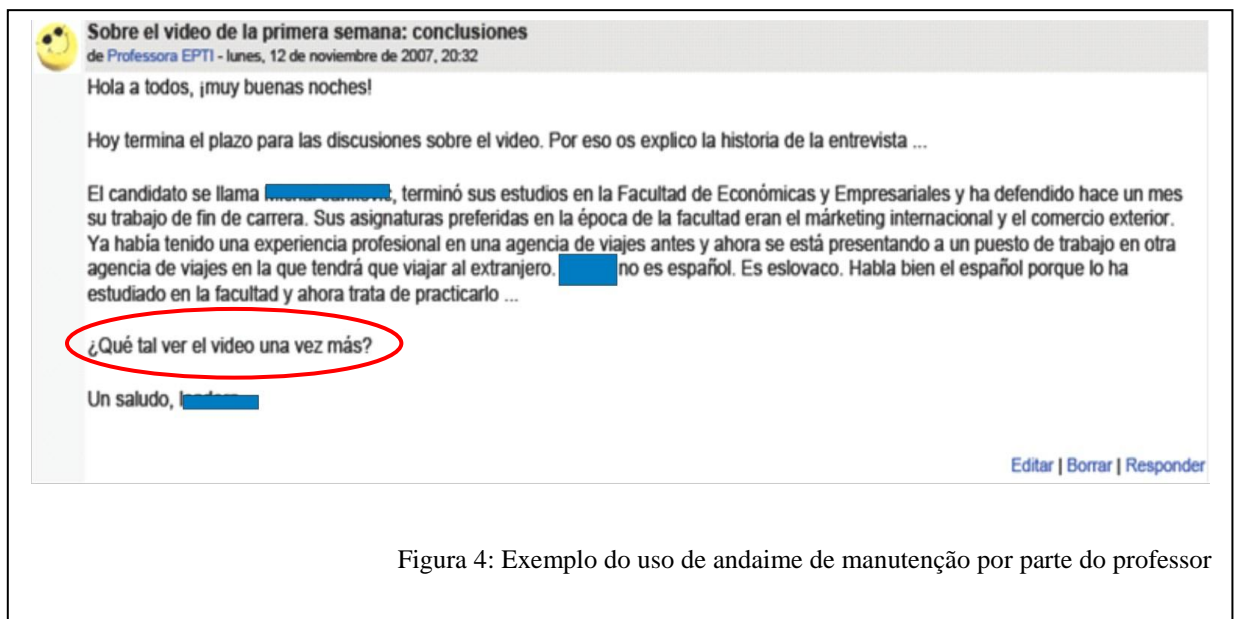 Sobre el video de la primera semana: conclusiones
de Professora EPTI - lunes, 12 de noviembre de 2007, 20:32
Hola a todos, ¡muy buenas noches!
Hoy termina el plazo para las discusiones sobre el video. Por eso os explico la historia de la entrevista ...
El candidato se llama , terminó sus estudios en la Facultad de Económicas y Empresariales y ha defendido hace un mes
su trabajo de fin de carrera. Sus asignaturas preferidas en la época de la facultad eran el márketing internacional y el comercio exterior.
Ya había tenido una experiencia profesional en una agencia de viajes antes y ahora se está presentando a un puesto de trabajo en otra
agencia de viajes en la que tendrá que viajar al extranjero. no es español. Es eslovaco. Habla bien el español porque lo ha
estudiado en la facultad y ahora trata de practicarlo ...
¿Qué tal ver el video una vez más?
Un saludo,
Editar | Borrar | Responder
Figura 4: Exemplo do uso de andaime de manutenção por parte do professor